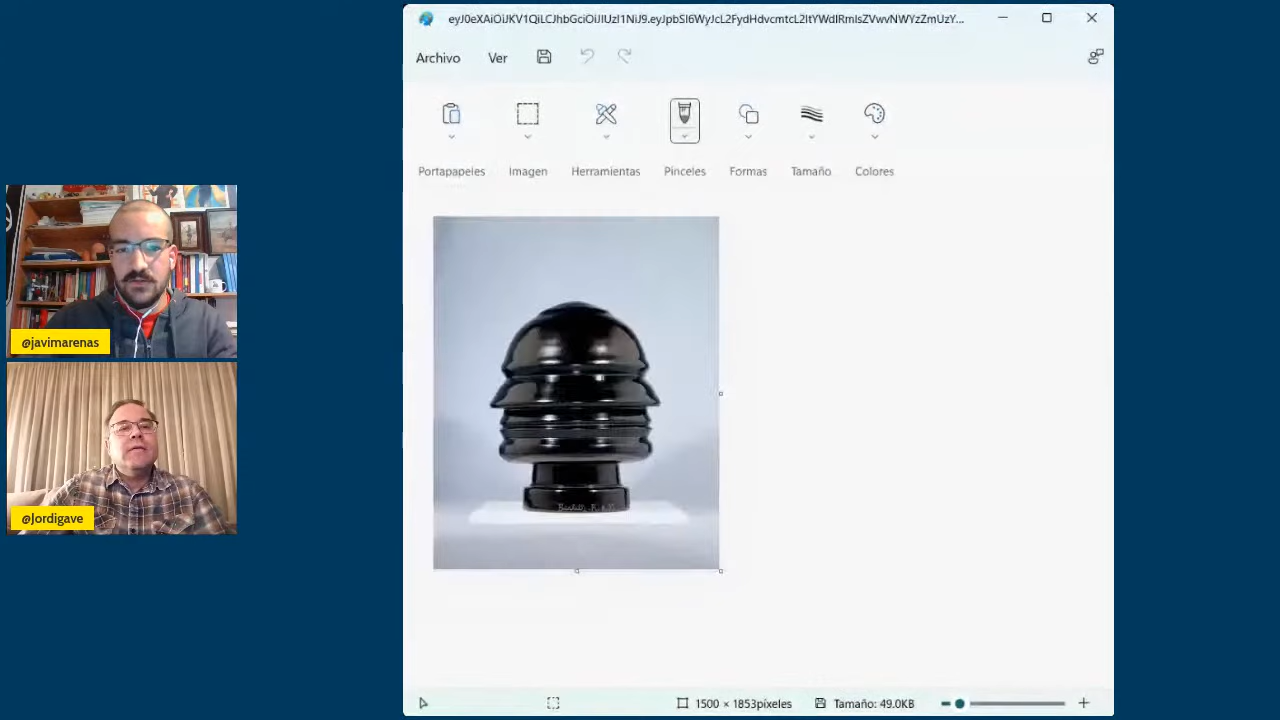 eyJ0eXAiOiJKV1QiLCJhbGciOiJIUzI1NiJ9.eyJpbSI6WyJcL2FydHdvcmtcL2ltYWdlRmlsZVwvNWYzZmUzY...
Archivo Ver
Portapapeles Imagen Herramientas Pinceles Formas Tamaño Colores
@javimarenas
@Jordigave
1500 × 1853píxeles Tamaño: 49.0KB